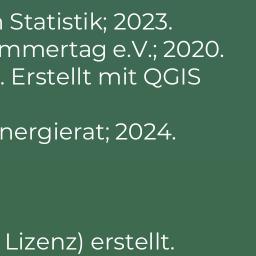 Statistik; 2023.
mmertag e.V.; 2020.
. Erstellt mit QGIS
nergierat; 2024.
Lizenz) erstellt.